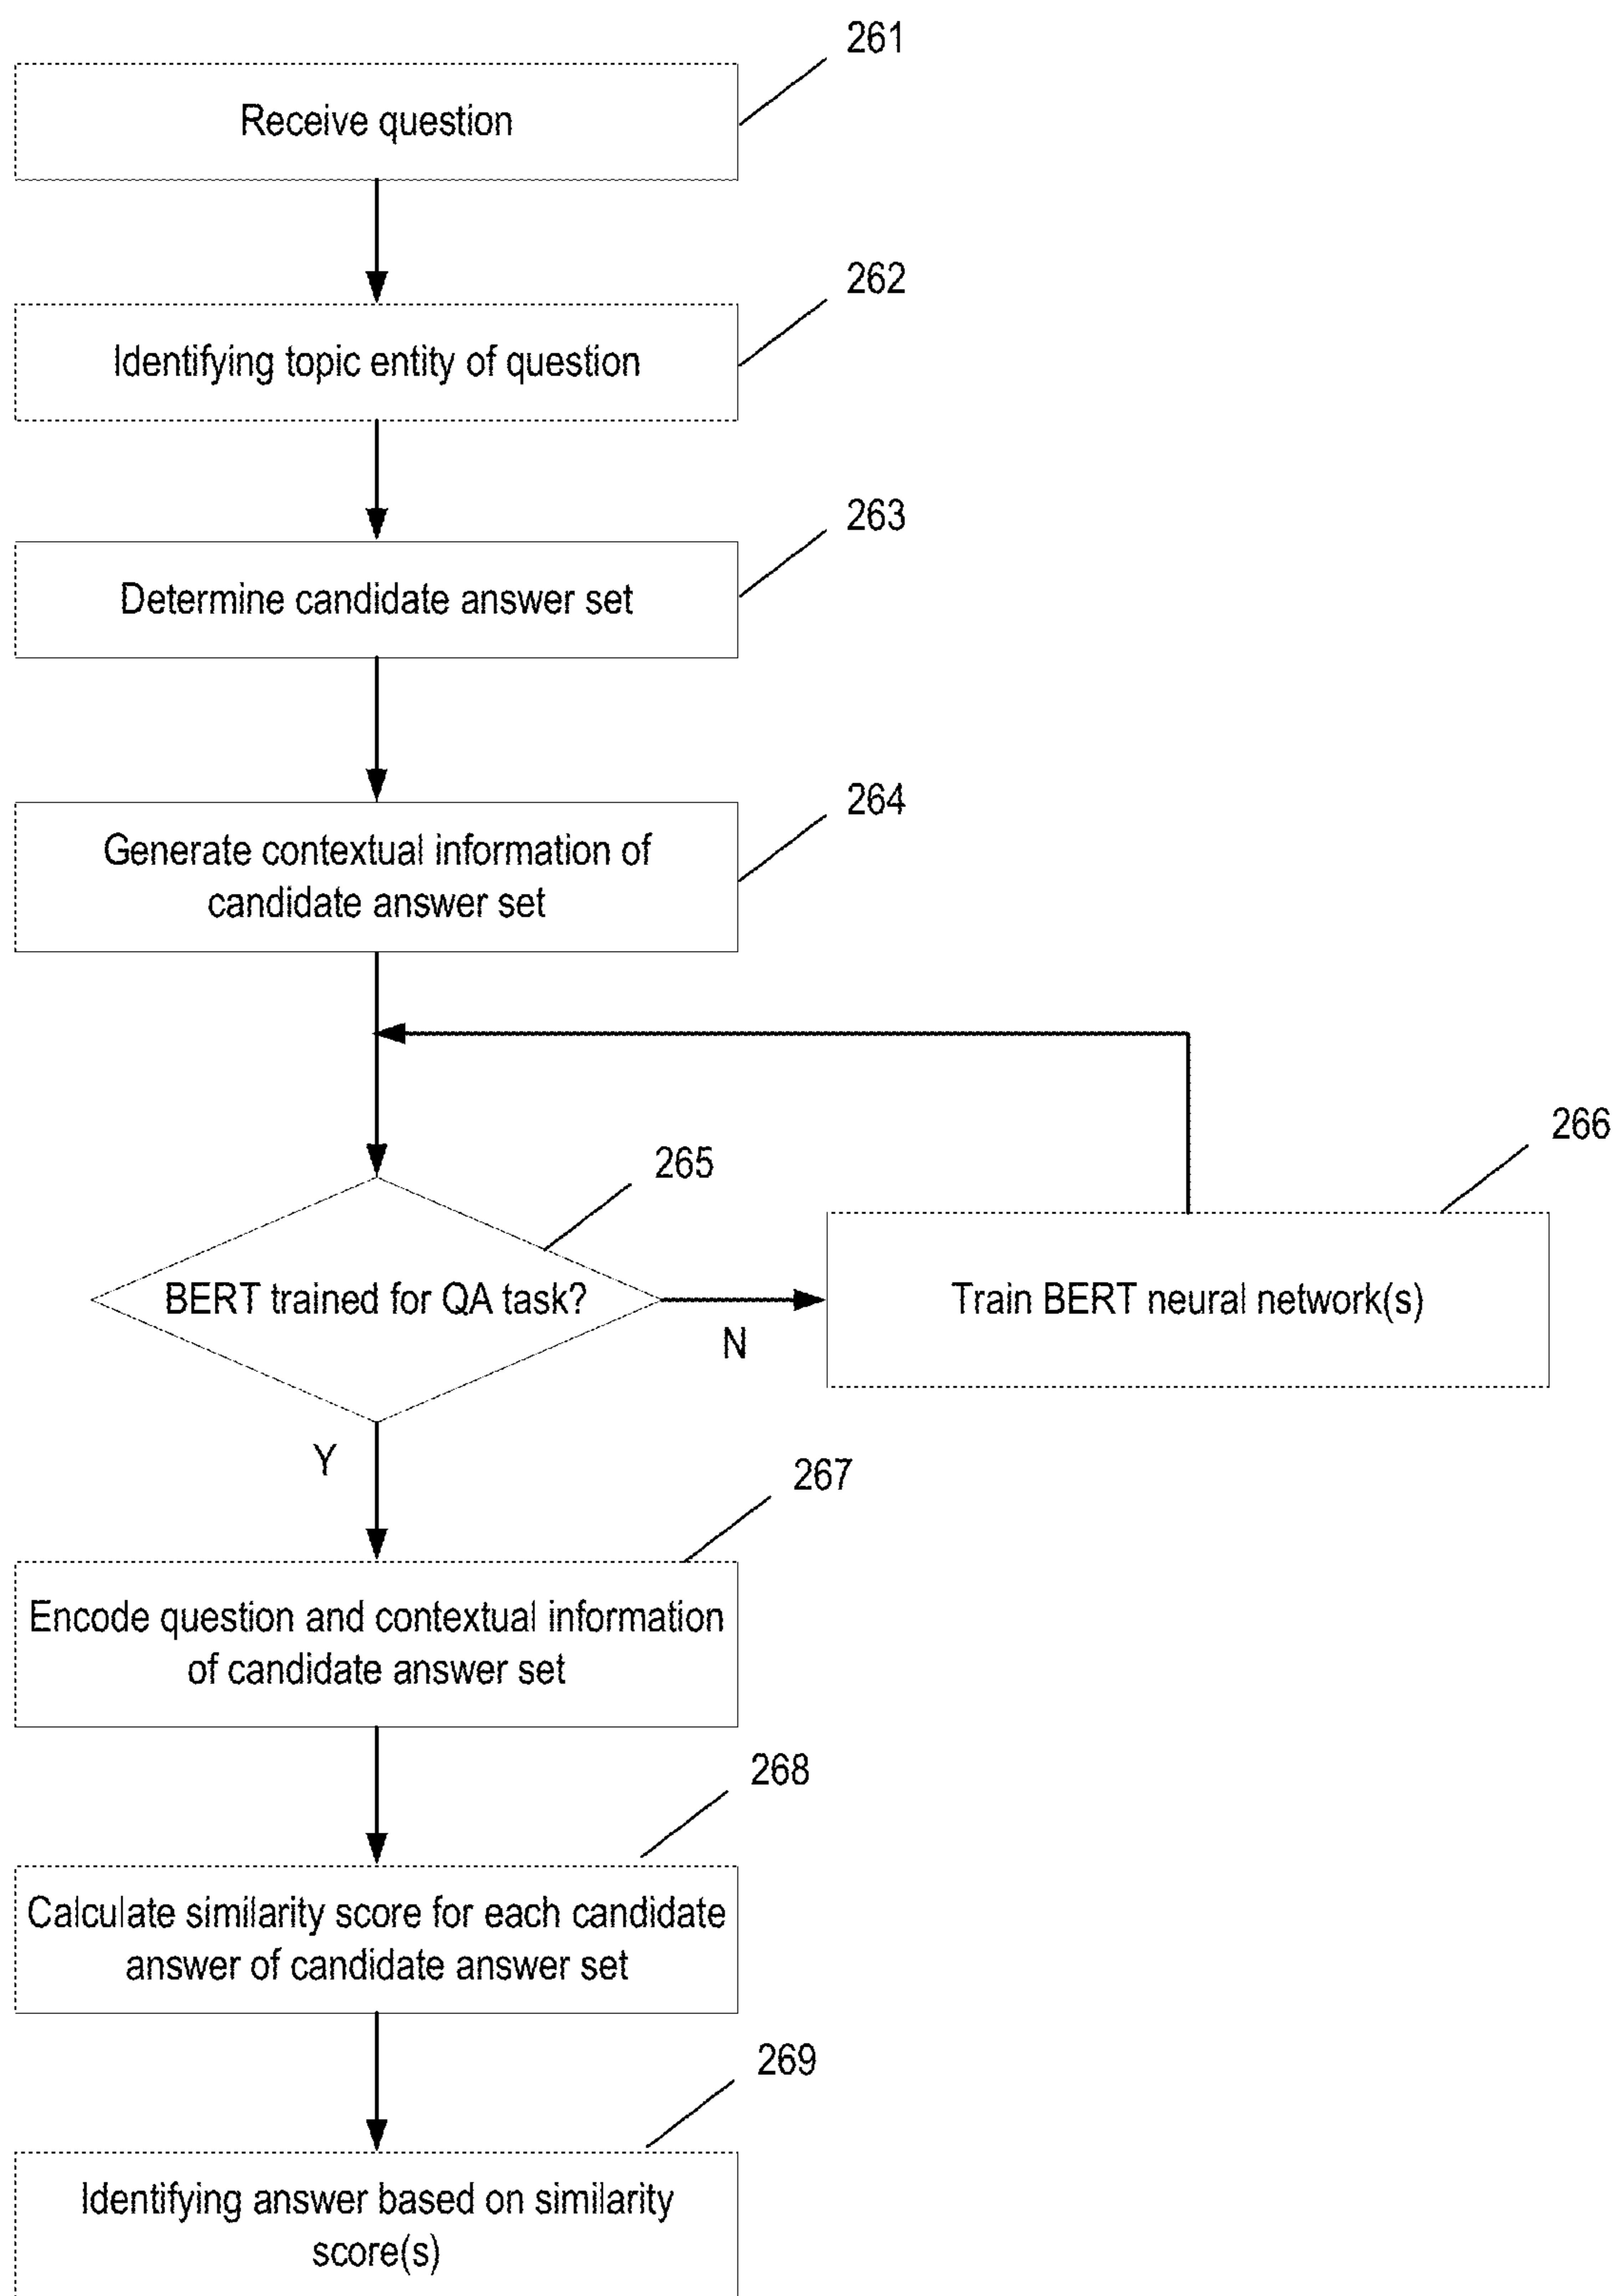 261
Receive question
262
Identifying topic entity of question
263
Determine candidate answer set
264
Generate contextual information of
candidate answer set
265
266
BERT trained for QA task?
N
Train BERT neural network(s)
Y
267
Encode question and contextual information
of candidate answer set
268
Calculate similarity score for each candidate
answer of candidate answer set
269
Identifying answer based on similarity
score(s)